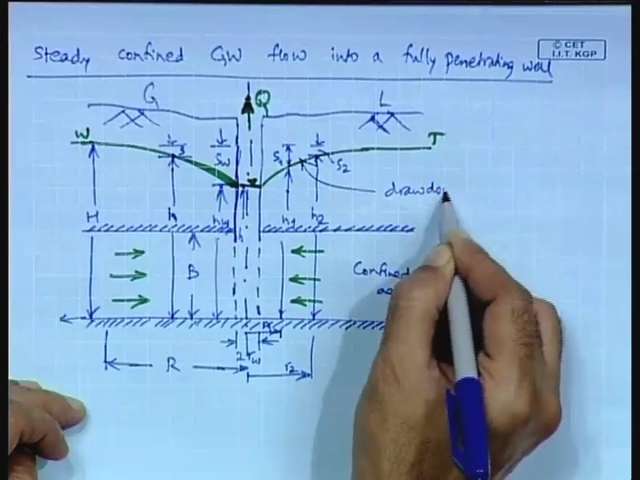 Steady confined GW flow into a fully penetrating well
© CET
I.I.T. KGP
G Q L
W T
s Sw S1 S2
drawdo
H h hw h h1 h2
B Confined
R 2rw r2